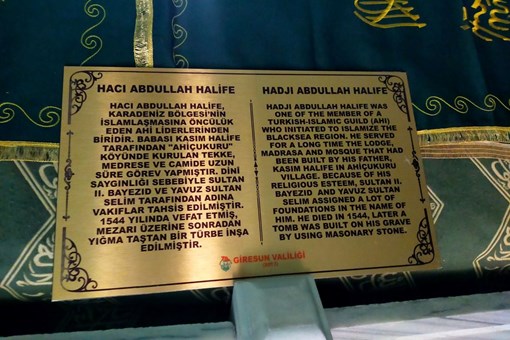 HACI ABDULLAH HALİFE
HACI ABDULLAH HALİFE,
KARADENİZ BÖLGESİ'NİN
İSLAMLAŞMASINA ÖNCÜLÜK
EDEN AHİ LİDERLERİNDEN
BİRİDİR. BABASI KASIM HALİFE
TARAFINDAN "AHİÇUKURU"
KÖYÜNDE KURULAN TEKKE,
MEDRESE VE CAMİDE UZUN
SÜRE GÖREV YAPMIŞTIR. DİNİ
SAYGINLIĞI SEBEBİYLE SULTAN
II. BAYEZID VE YAVUZ SULTAN
SELİM TARAFINDAN ADINA
VAKIFLAR TAHSİS EDİLMİŞTİR.
1544 YILINDA VEFAT ETMİŞ,
MEZARI ÜZERİNE SONRADAN
YIĞMA TAŞTAN BİR TÜRBE İNŞA
EDİLMİŞTİR.
HADJI ABDULLAH HALIFE
HADJI ABDULLAH HALIFE WAS
ONE OF THE MEMBER OF A
TURKISH-ISLAMIC GUILD (AHI)
WHO INITIATED TO ISLAMIZE THE
BLACKSEA REGION. HE SERVED
FOR A LONG TIME THE LODGE,
MADRASA AND MOSQUE THAT HAD
BEEN BUILT BY HIS FATHER,
KASIM HALIFE IN AHİÇUKURU
VILLAGE. BECAUSE OF HIS
RELIGIOUS ESTEEM, SULTAN II.
BAYEZID AND YAVUZ SULTAN
SELIM ASSIGNED A LOT OF
FOUNDATIONS IN THE NAME OF
HIM. HE DIED IN 1544, LATER A
TOMB WAS BUILT ON HIS GRAVE
BY USING MASONARY STONE.
GİRESUN VALİLİĞİ